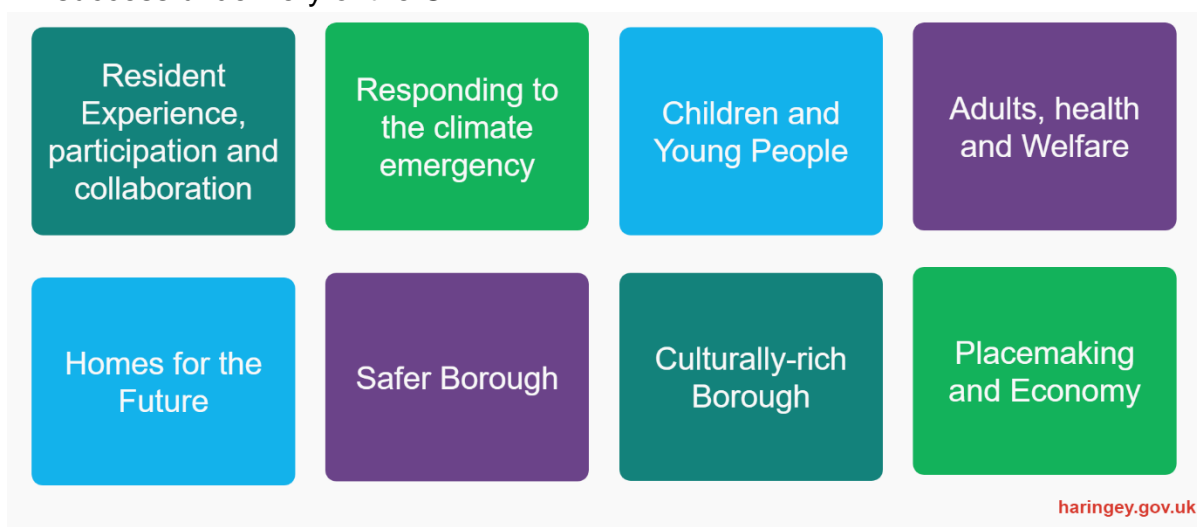 Resident
Experience,
participation and
collaboration
Responding to
the climate
emergency
Children and
Young People
Adults, health
and Welfare
Homes for the
Future
Safer Borough
Culturally-rich
Borough
Placemaking
and Economy
haringey.gov.uk